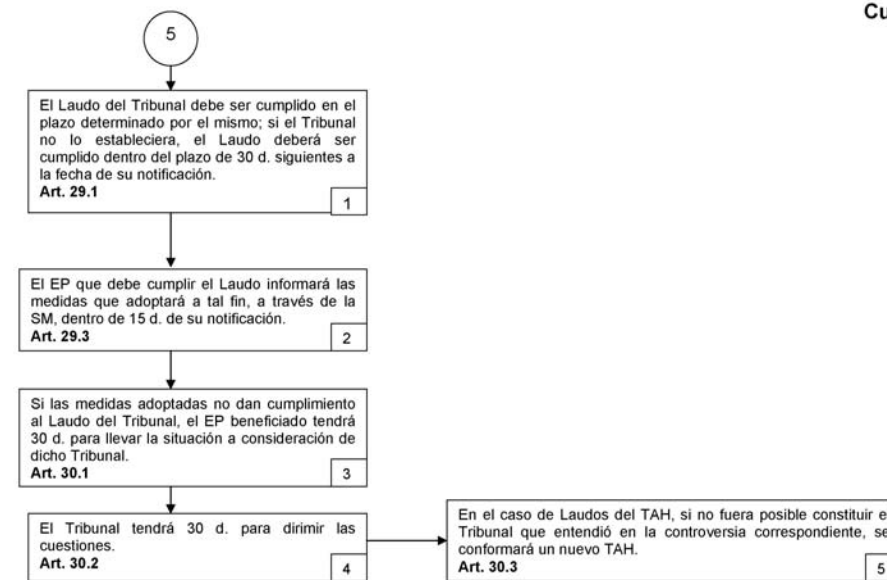 Cu
5
El Laudo del Tribunal debe ser cumplido en el
plazo determinado por el mismo; si el Tribunal
no lo estableciera, el Laudo deberá ser
cumplido dentro del plazo de 30 d. siguientes a
la fecha de su notificación.
Art. 29.1
1
El EP que debe cumplir el Laudo informará las
medidas que adoptará a tal fin, a través de la
SM, dentro de 15 d. de su notificación.
Art. 29.3
2
Si las medidas adoptadas no dan cumplimiento
al Laudo del Tribunal, el EP beneficiado tendrá
30 d. para llevar la situación a consideración de
dicho Tribunal.
Art. 30.1
3
El Tribunal tendrá 30 d. para dirimir las
cuestiones.
Art. 30.2
4
En el caso de Laudos del TAH, si no fuera posible constituir e
Tribunal que entendió en la controversia correspondiente, se
conformará un nuevo TAH.
Art. 30.3
5